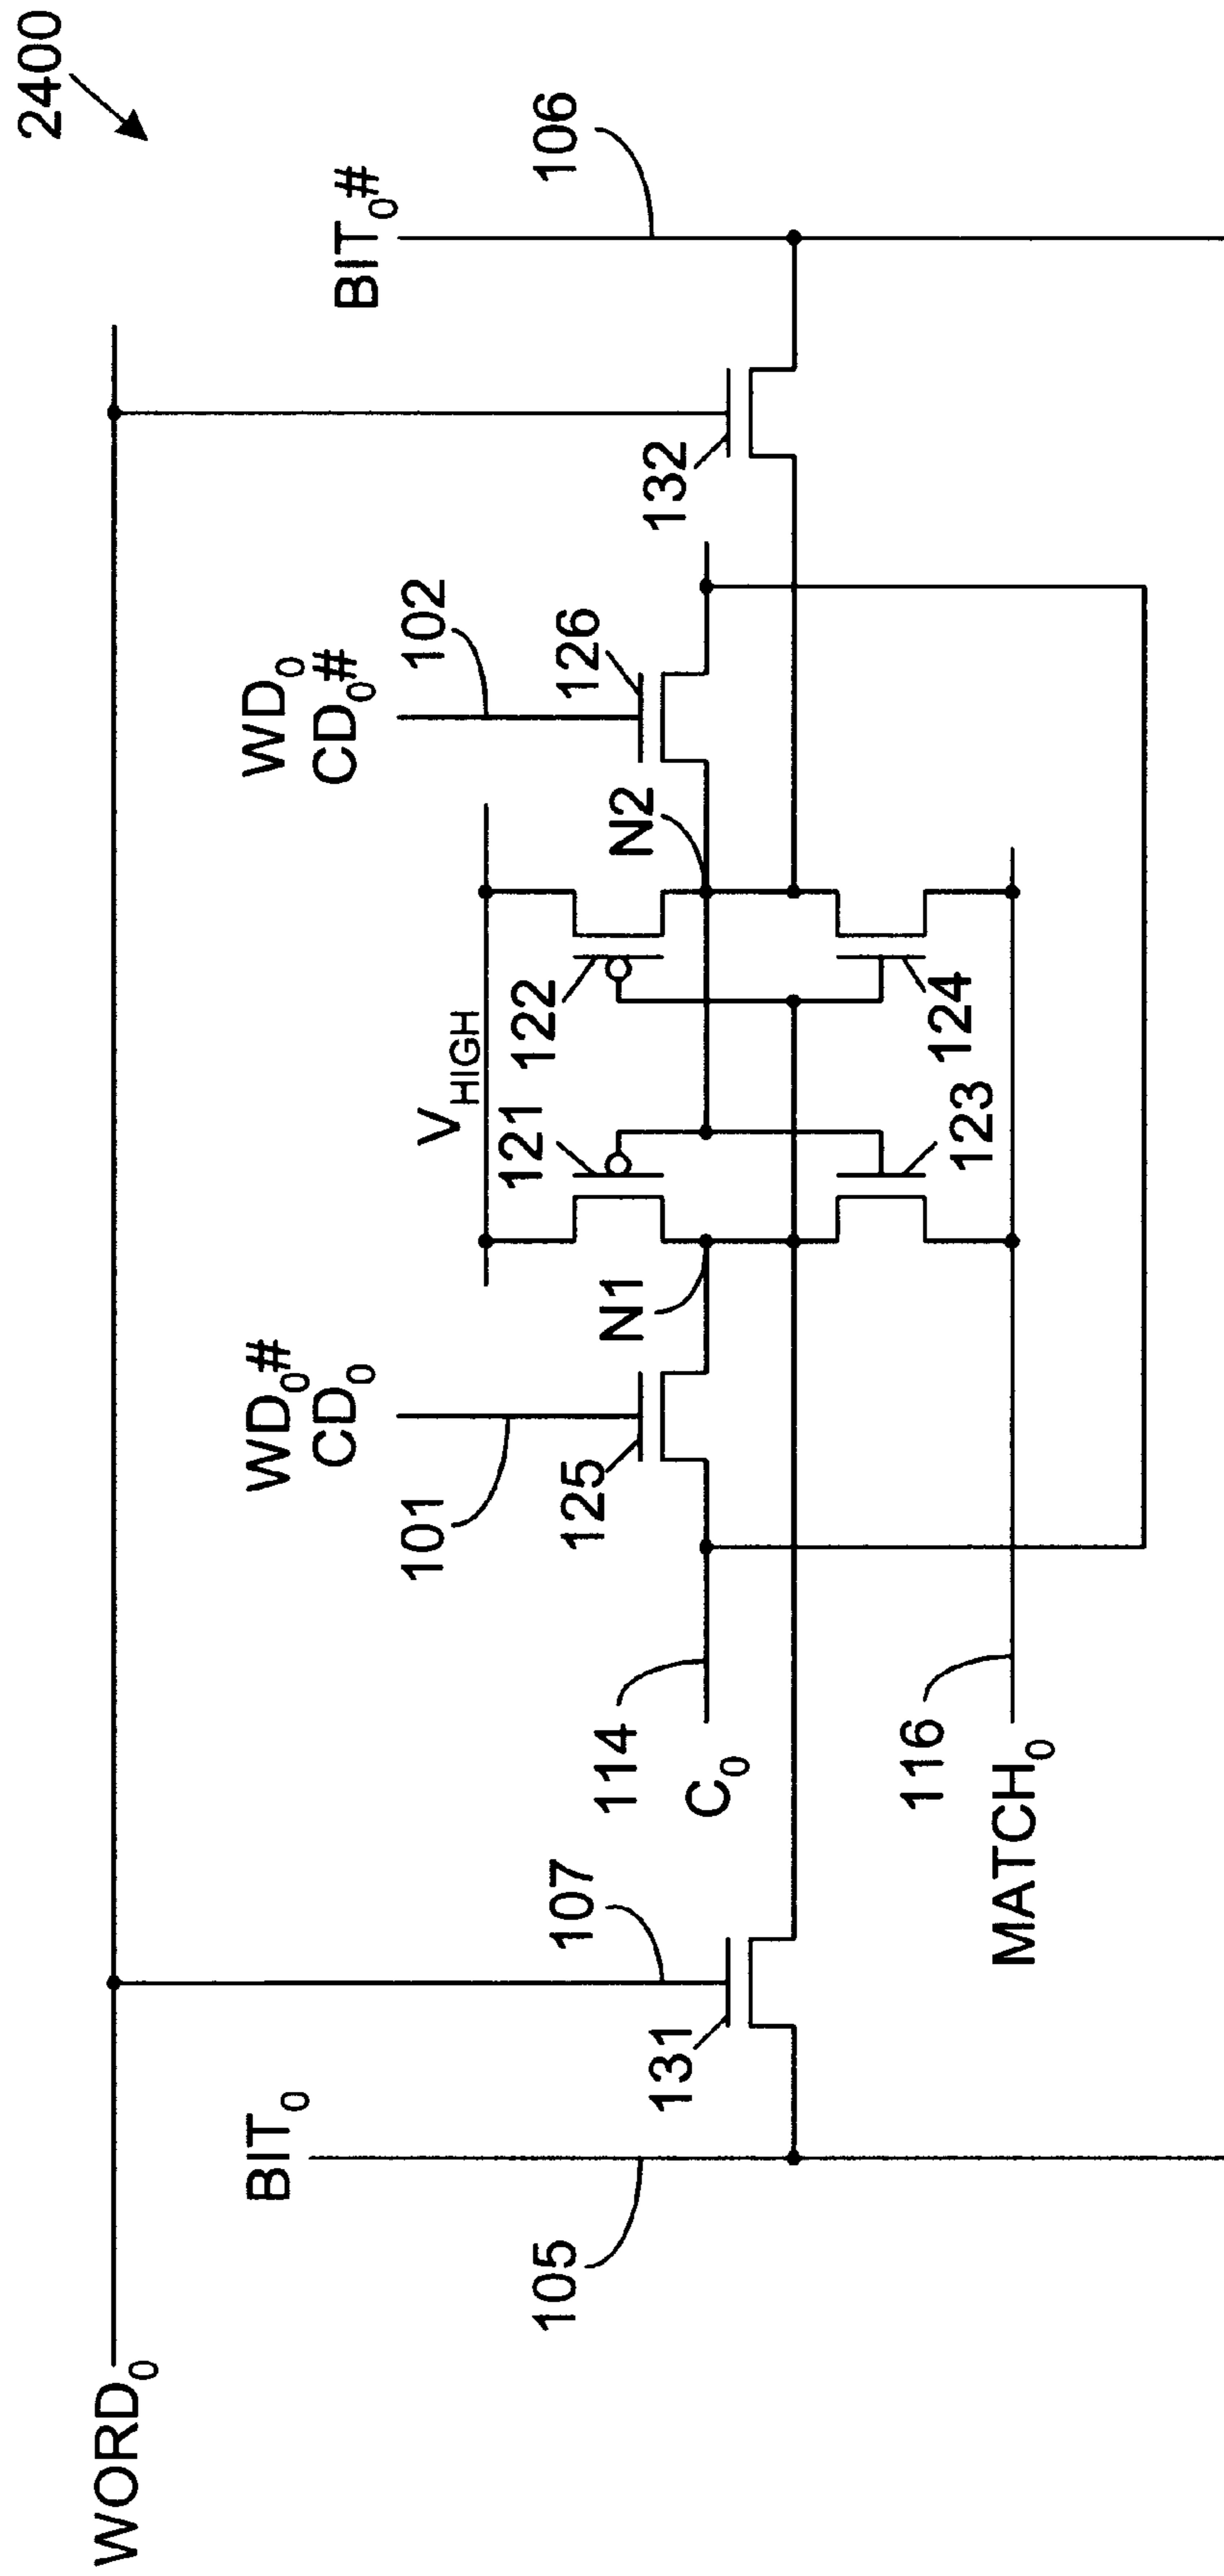 2400
WORD₀
BIT₀
BIT₀#
105
106
WD₀#
CD₀
WD₀
CD₀#
101
102
V_HIGH
107
131
132
125
126
121
122
123
124
N1
N2
114
C₀
116
MATCH₀